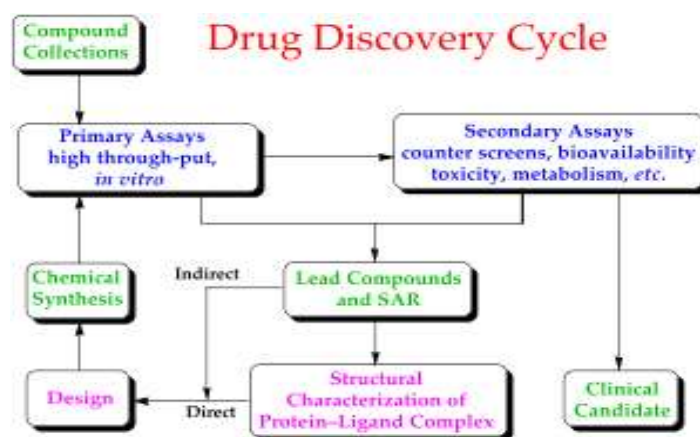 Drug Discovery Cycle
Compound
Collections
Primary Assays
high through-put,
in vitro
Secondary Assays
counter screens, bioavailability
toxicity, metabolism, etc.
Chemical
Synthesis
Indirect
Lead Compounds
and SAR
Design
Direct
Structural
Characterization of
Protein–Ligand Complex
Clinical
Candidate